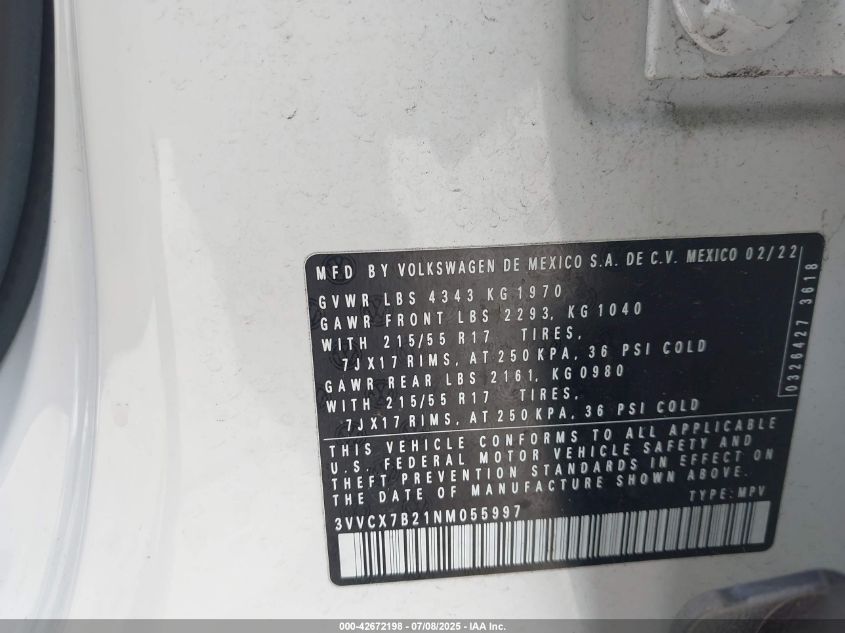 MFD BY VOLKSWAGEN DE MEXICO S.A. DE C.V. MEXICO 02/22
GVWR LBS 4343 KG 1970
GAWR FRONT LBS 2293, KG 1040
WITH 215/55 R17 TIRES,
7JX17 RIMS, AT 250 KPA, 36 PSI COLD
GAWR REAR LBS 2161, KG 0980
WITH 215/55 R17 TIRES,
7JX17 RIMS, AT 250 KPA, 36 PSI COLD
0326427 3618
THIS VEHICLE CONFORMS TO ALL APPLICABLE
U.S. FEDERAL MOTOR VEHICLE SAFETY AND
THEFT PREVENTION STANDARDS IN EFFECT ON
THE DATE OF MANUFACTURE SHOWN ABOVE.
TYPE: MPV
3VVCX7B21NM055997
000-42672198 - 07/08/2025 - IAA Inc.